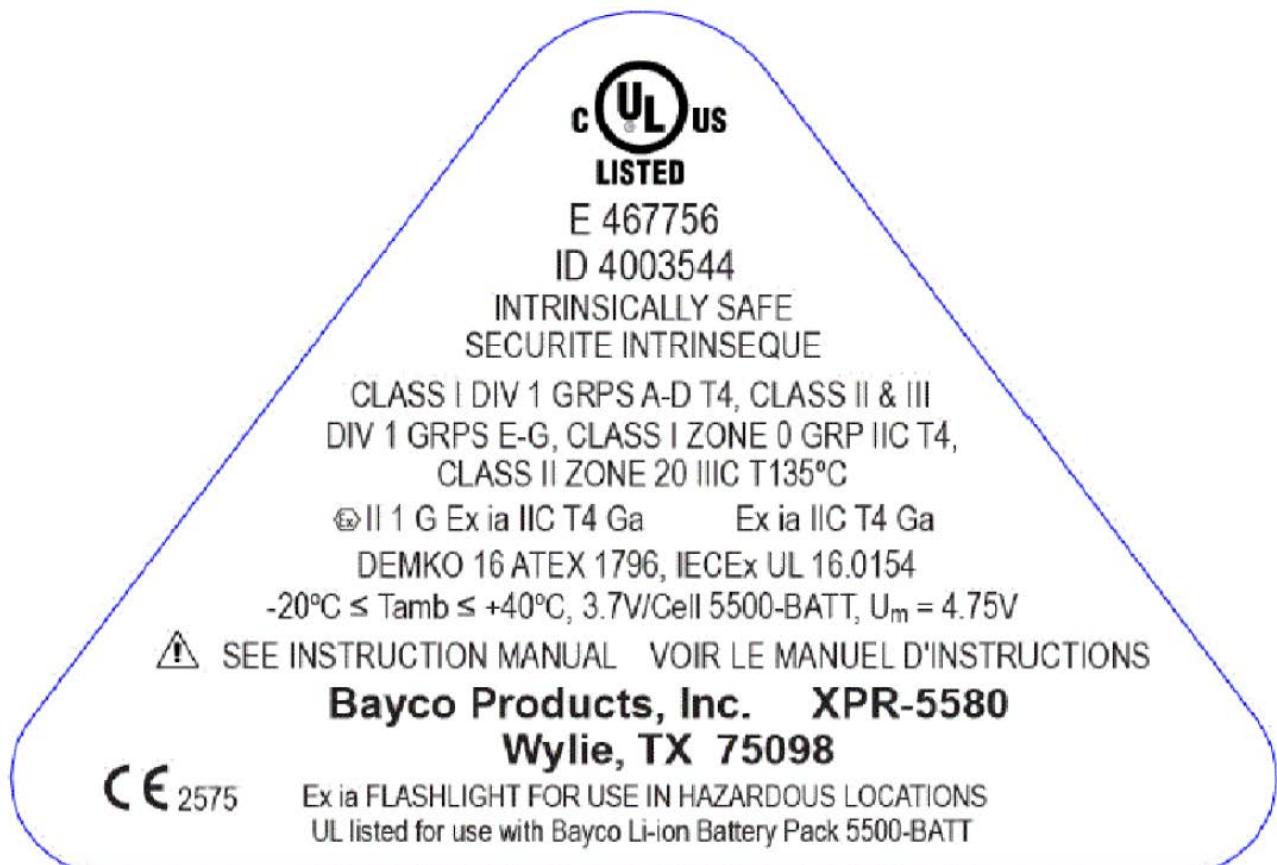 C UL US
LISTED
E 467756
ID 4003544
INTRINSICALLY SAFE
SECURITE INTRINSEQUE
CLASS I DIV 1 GRPS A-D T4, CLASS II & III
DIV 1 GRPS E-G, CLASS I ZONE 0 GRP IIC T4,
CLASS II ZONE 20 IIIC T135ºC
Ex II 1 G Ex ia IIC T4 Ga Ex ia IIC T4 Ga
DEMKO 16 ATEX 1796, IECEx UL 16.0154
-20ºC ≤ Tamb ≤ +40ºC, 3.7V/Cell 5500-BATT, Um = 4.75V
⚠ SEE INSTRUCTION MANUAL VOIR LE MANUEL D'INSTRUCTIONS
Bayco Products, Inc. XPR-5580
Wylie, TX 75098
CE 2575 Ex ia FLASHLIGHT FOR USE IN HAZARDOUS LOCATIONS
UL listed for use with Bayco Li-ion Battery Pack 5500-BATT